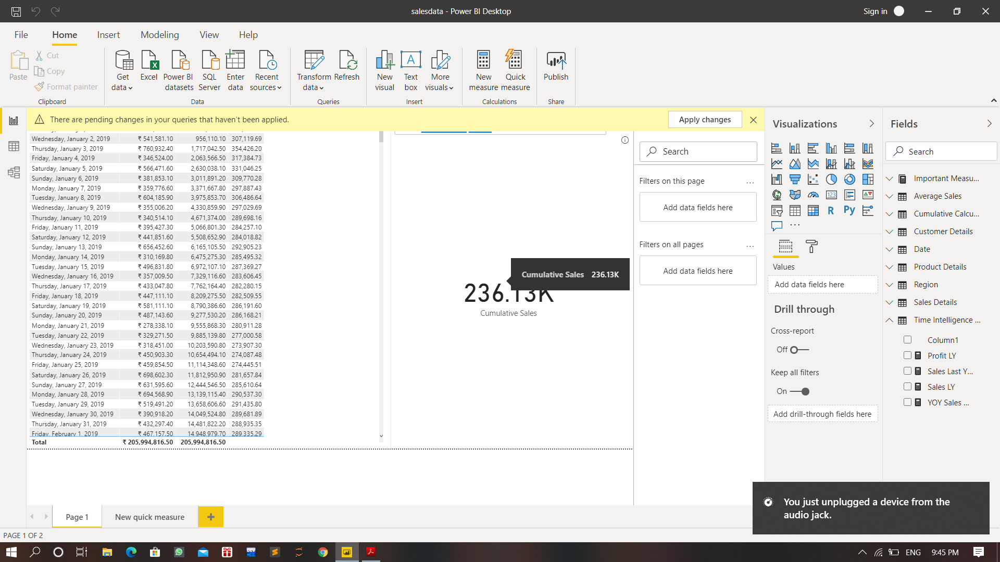 salesdata - Power BI Desktop
Sign in
File Home Insert Modeling View Help
Paste
Cut
Copy
Format painter
Clipboard
Get data
Excel
Power BI datasets
SQL Server
Enter data
Recent sources
Data
Transform data
Refresh
Queries
New visual
Text box
More visuals
Insert
New measure
Quick measure
Calculations
Publish
Share
There are pending changes in your queries that haven't been applied.
Apply changes
Wednesday, January 2, 2019 ₹ 541,581.10 956,110.10 307,119.69
Thursday, January 3, 2019 ₹ 760,932.40 1,717,042.50 354,426.20
Friday, January 4, 2019 ₹ 346,524.00 2,063,566.50 317,384.73
Saturday, January 5, 2019 ₹ 566,471.60 2,630,038.10 331,046.25
Sunday, January 6, 2019 ₹ 381,853.10 3,011,891.20 309,770.28
Monday, January 7, 2019 ₹ 359,776.60 3,371,667.80 297,887.43
Tuesday, January 8, 2019 ₹ 604,185.90 3,975,853.70 306,486.64
Wednesday, January 9, 2019 ₹ 355,006.20 4,330,859.90 297,029.69
Thursday, January 10, 2019 ₹ 340,514.10 4,671,374.00 289,698.16
Friday, January 11, 2019 ₹ 395,427.30 5,066,801.30 284,257.10
Saturday, January 12, 2019 ₹ 441,851.60 5,508,652.90 284,018.82
Sunday, January 13, 2019 ₹ 656,452.60 6,165,105.50 292,905.23
Monday, January 14, 2019 ₹ 310,169.80 6,475,275.30 285,495.32
Tuesday, January 15, 2019 ₹ 496,831.80 6,972,107.10 287,369.27
Wednesday, January 16, 2019 ₹ 357,009.50 7,329,116.60 283,606.45
Thursday, January 17, 2019 ₹ 433,047.80 7,762,164.40 282,280.15
Friday, January 18, 2019 ₹ 447,111.10 8,209,275.50 282,509.55
Saturday, January 19, 2019 ₹ 581,111.10 8,790,386.60 286,191.60
Sunday, January 20, 2019 ₹ 487,143.60 9,277,530.20 286,168.21
Monday, January 21, 2019 ₹ 278,338.10 9,555,868.30 280,911.28
Tuesday, January 22, 2019 ₹ 329,271.50 9,885,139.80 277,000.58
Wednesday, January 23, 2019 ₹ 318,451.00 10,203,590.80 273,907.30
Thursday, January 24, 2019 ₹ 450,903.30 10,654,494.10 274,087.48
Friday, January 25, 2019 ₹ 459,854.50 11,114,348.60 274,445.51
Saturday, January 26, 2019 ₹ 698,602.30 11,812,950.90 281,657.84
Sunday, January 27, 2019 ₹ 631,595.60 12,444,546.50 285,610.64
Monday, January 28, 2019 ₹ 694,568.90 13,139,115.40 290,537.30
Tuesday, January 29, 2019 ₹ 519,491.20 13,658,606.60 291,435.80
Wednesday, January 30, 2019 ₹ 390,918.20 14,049,524.80 289,681.89
Thursday, January 31, 2019 ₹ 432,297.40 14,481,822.20 288,935.35
Friday, February 1, 2019 ₹ 467,157.50 14,948,979.70 289,335.29
Total ₹ 205,994,816.50 205,994,816.50
Cumulative Sales 236.13K
236.13K
Cumulative Sales
Search
Filters on this page ...
Add data fields here
Filters on all pages ...
Add data fields here
Visualizations
123
R
Py
...
Values
Add data fields here
Drill through
Cross-report
Off
Keep all filters
On
Add drill-through fields here
Fields
Search
Important Measu...
Average Sales
Cumulative Calcu...
Customer Details
Date
Product Details
Region
Sales Details
Time Intelligence ...
Column1
Profit LY
Sales Last Y...
Sales LY
YOY Sales ...
You just unplugged a device from the
audio jack.
Page 1
New quick measure
+
PAGE 1 OF 2
DEV
C++
ENG
9:45 PM